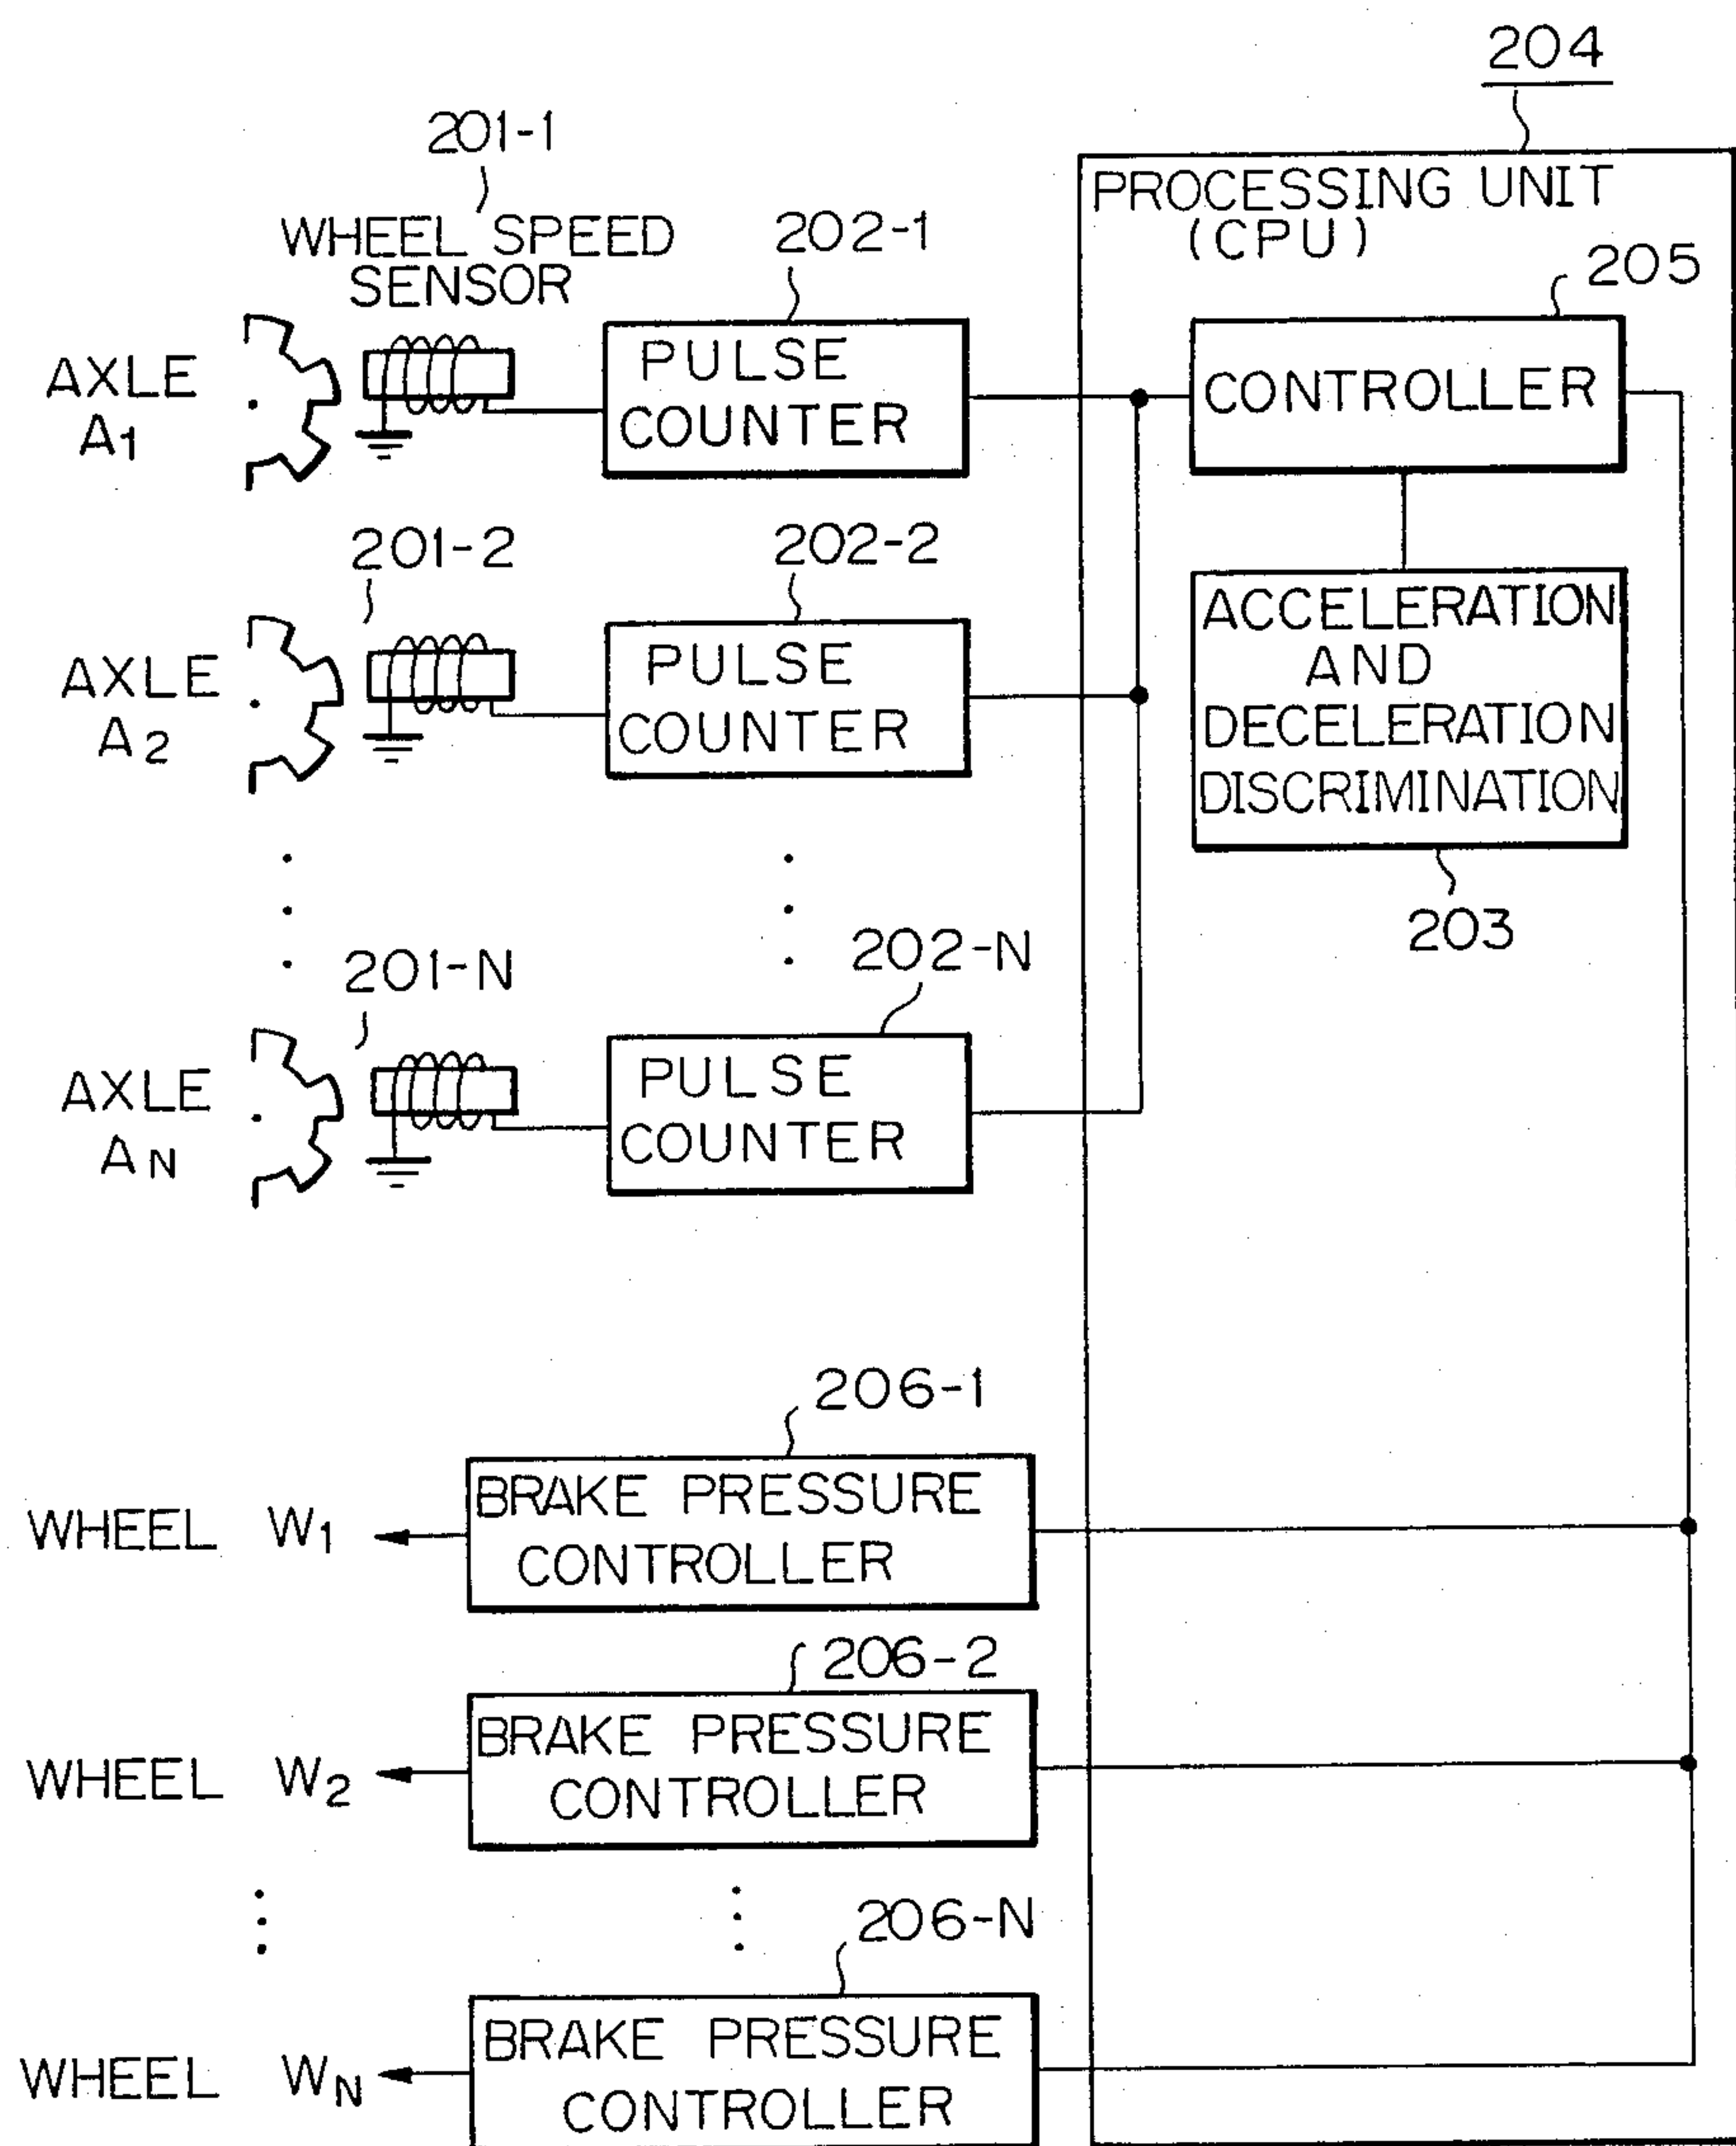 204
201-1
PROCESSING UNIT
(CPU)
WHEEL SPEED
SENSOR
202-1
205
AXLE
A1
PULSE
COUNTER
CONTROLLER
201-2
202-2
AXLE
A2
PULSE
COUNTER
ACCELERATION
AND
DECELERATION
DISCRIMINATION
203
201-N
202-N
AXLE
AN
PULSE
COUNTER
206-1
WHEEL W1
BRAKE PRESSURE
CONTROLLER
206-2
WHEEL W2
BRAKE PRESSURE
CONTROLLER
206-N
WHEEL WN
BRAKE PRESSURE
CONTROLLER